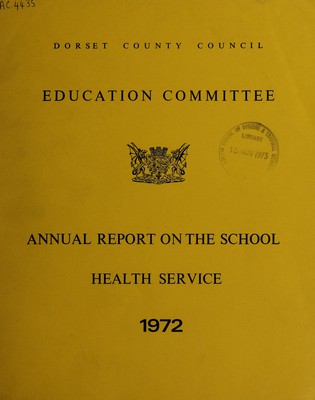 AC 4435
DORSET COUNTY COUNCIL
EDUCATION COMMITTEE
ANNUAL REPORT ON THE SCHOOL
HEALTH SERVICE
1972